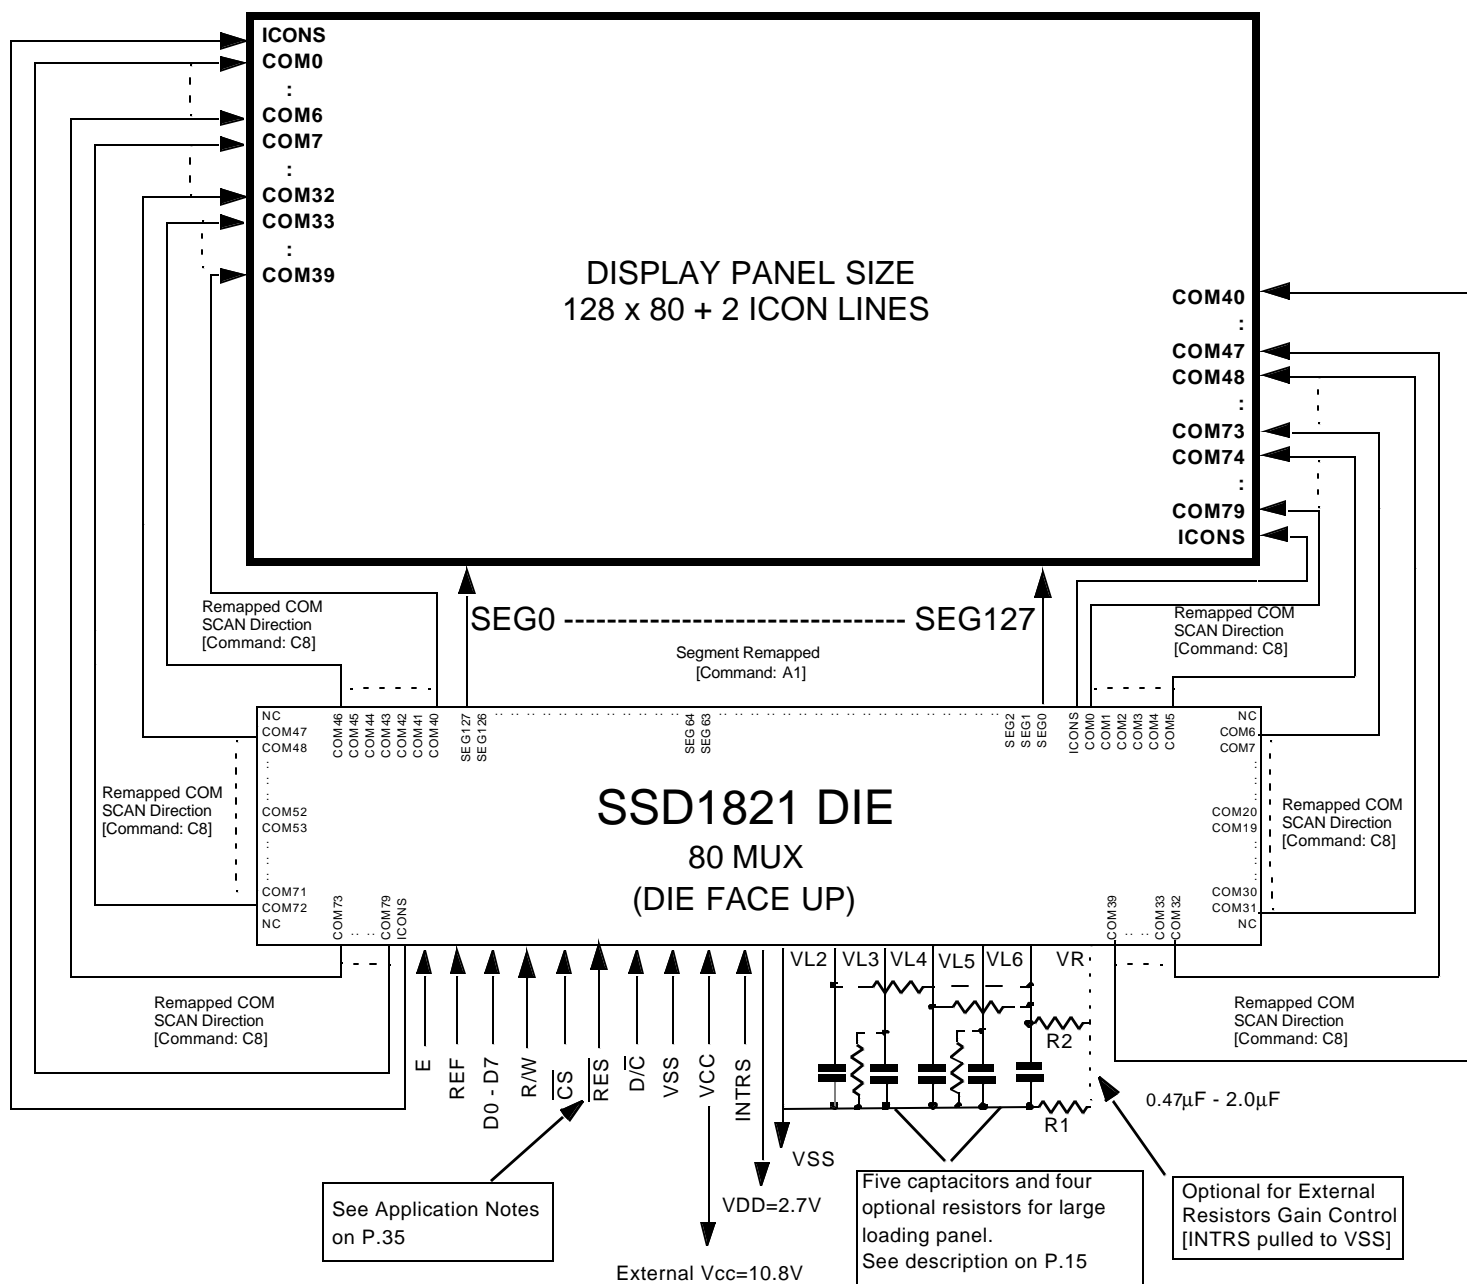 ICONS
COM0
:
COM6
COM7
:
COM32
COM33
:
COM39
DISPLAY PANEL SIZE
128 x 80 + 2 ICON LINES
COM40
:
COM47
COM48
:
COM73
COM74
:
COM79
ICONS
SEG0 ------------------------------ SEG127
Remapped COM
SCAN Direction
[Command: C8]
Segment Remapped
[Command: A1]
Remapped COM
SCAN Direction
[Command: C8]
NC
COM47
COM48
:
:
:
COM52
COM53
:
:
:
COM71
COM72
NC
COM46
COM45
COM44
COM43
COM42
COM41
COM40
SEG127
SEG126
SEG64
SEG63
SEG2
SEG1
SEG0
ICONS
COM0
COM1
COM2
COM3
COM4
COM5
NC
COM6
COM7
:
:
:
COM20
COM19
:
:
:
COM30
COM31
NC
Remapped COM
SCAN Direction
[Command: C8]
SSD1821 DIE
80 MUX
(DIE FACE UP)
Remapped COM
SCAN Direction
[Command: C8]
COM73
: :
: :
COM79
ICONS
COM39
: :
: :
COM33
COM32
VL2
VL3
VL4
VL5
VL6
VR
Remapped COM
SCAN Direction
[Command: C8]
Remapped COM
SCAN Direction
[Command: C8]
E
REF
D0 - D7
R/W
CS
RES
D/C
VSS
VCC
INTRS
R2
R1
0.47µF - 2.0µF
VSS
VDD=2.7V
External Vcc=10.8V
See Application Notes
on P.35
Five captacitors and four
optional resistors for large
loading panel.
See description on P.15
Optional for External
Resistors Gain Control
[INTRS pulled to VSS]